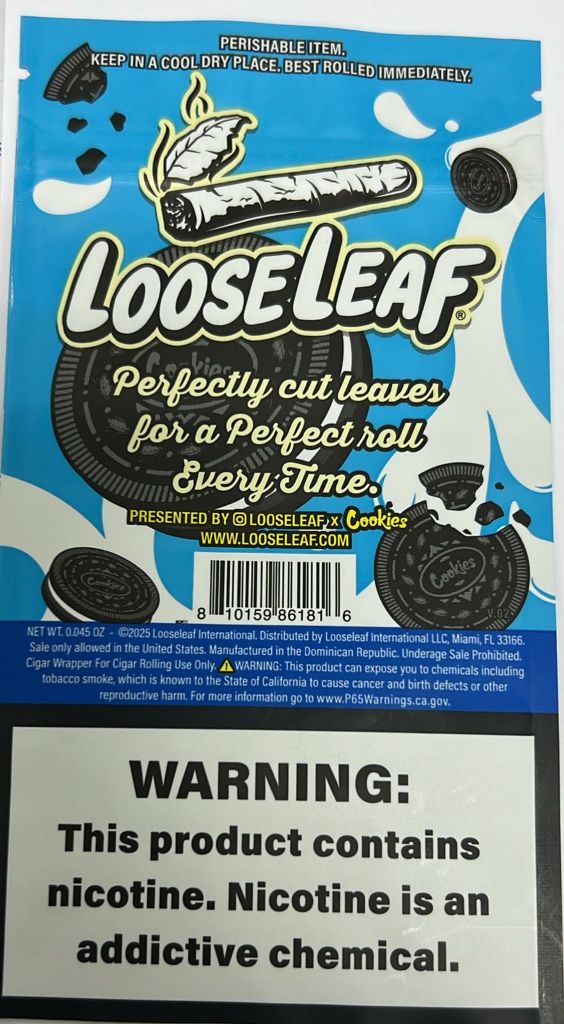 PERISHABLE ITEM.
KEEP IN A COOL DRY PLACE. BEST ROLLED IMMEDIATELY.
LOOSELEAF®
Cookies
Perfectly cut leaves
for a Perfect roll
Every Time.
PRESENTED BY LOOSELEAF x Cookies
WWW.LOOSELEAF.COM
Cookies
Cookies
V.02
8 10159 86181 6
NET WT. 0.045 OZ - ©2025 Looseleaf International. Distributed by Looseleaf International LLC, Miami, FL 33166.
Sale only allowed in the United States. Manufactured in the Dominican Republic. Underage Sale Prohibited.
Cigar Wrapper For Cigar Rolling Use Only. ⚠WARNING: This product can expose you to chemicals including
tobacco smoke, which is known to the State of California to cause cancer and birth defects or other
reproductive harm. For more information go to www.P65Warnings.ca.gov.
WARNING:
This product contains
nicotine. Nicotine is an
addictive chemical.